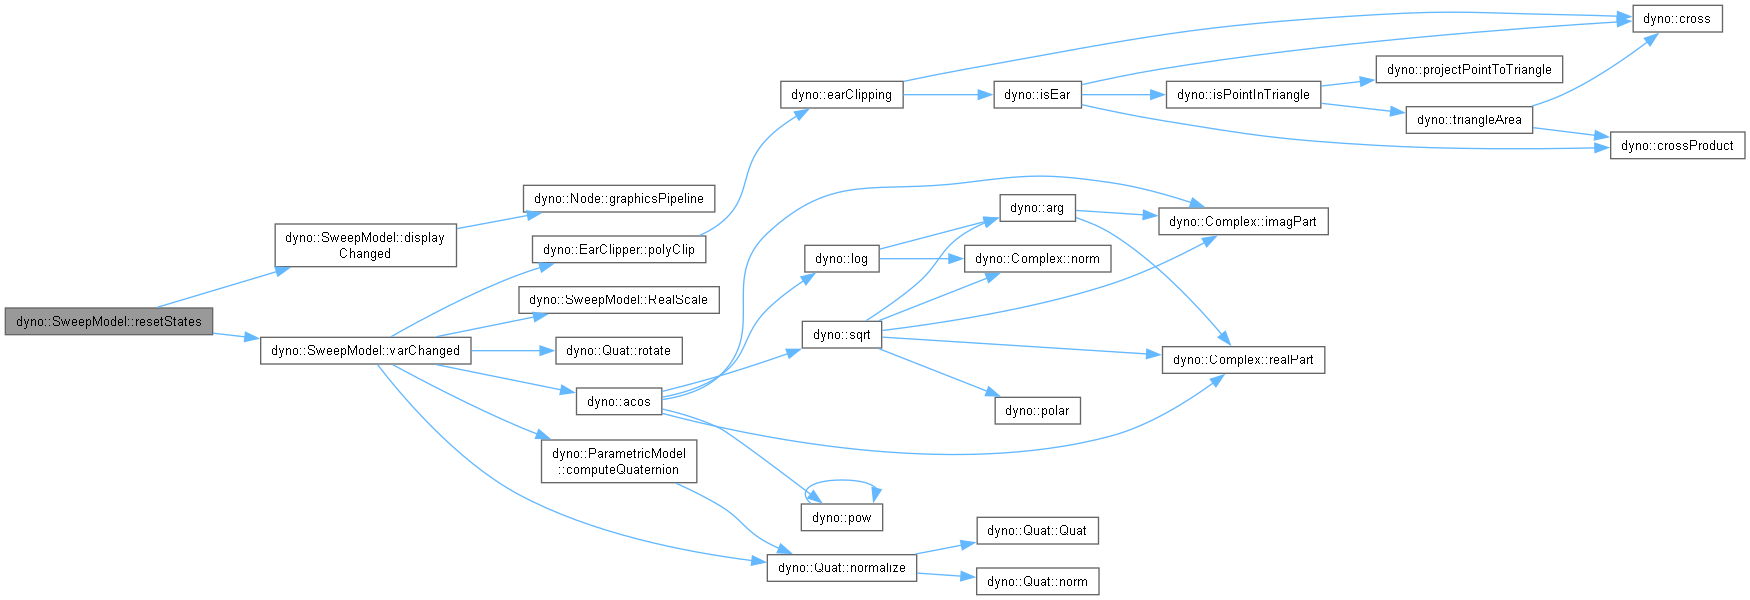 dyno::SweepModel::resetStates
dyno::SweepModel::display
Changed
dyno::SweepModel::varChanged
dyno::Node::graphicsPipeline
dyno::EarClipper::polyClip
dyno::SweepModel::RealScale
dyno::Quat::rotate
dyno::acos
dyno::ParametricModel
::computeQuaternion
dyno::earClipping
dyno::log
dyno::sqrt
dyno::pow
dyno::Quat::normalize
dyno::isEar
dyno::arg
dyno::Complex::norm
dyno::polar
dyno::Quat::Quat
dyno::Quat::norm
dyno::isPointInTriangle
dyno::Complex::imagPart
dyno::Complex::realPart
dyno::projectPointToTriangle
dyno::triangleArea
dyno::cross
dyno::crossProduct